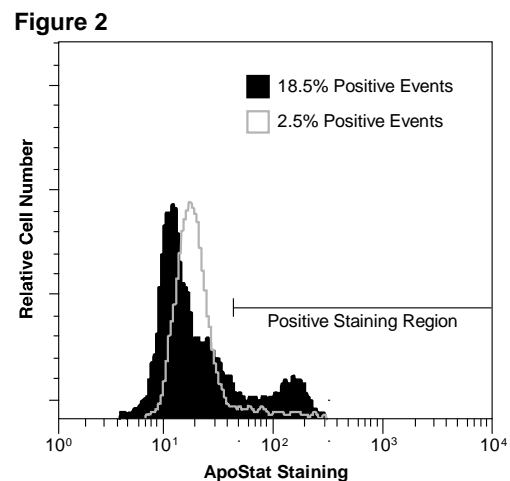 Figure 2
18.5% Positive Events
2.5% Positive Events
Relative Cell Number
Positive Staining Region
10⁰ 10¹ 10² 10³ 10⁴
ApoStat Staining